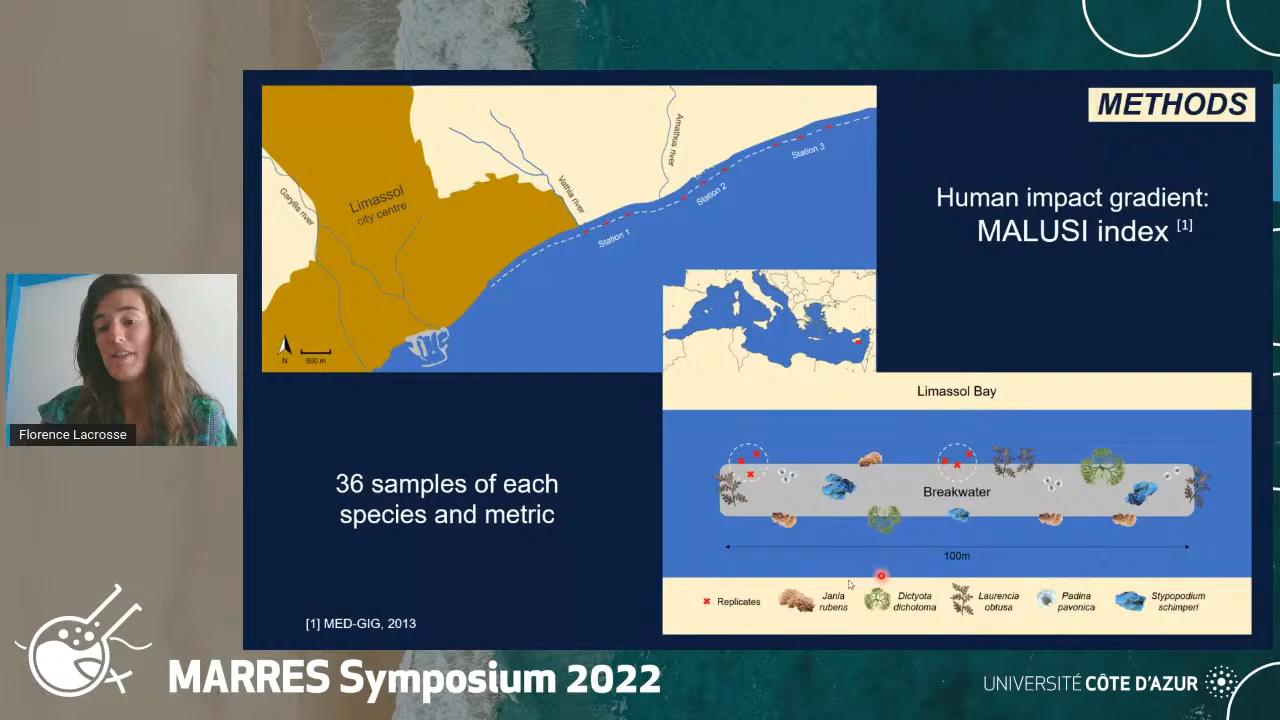 METHODS
Garyllis river
Limassol
city centre
Vathia river
Amathus river
Station 1
Station 2
Station 3
N
500 m
Human impact gradient:
MALUSI index [1]
Florence Lacrosse
36 samples of each
species and metric
Limassol Bay
Breakwater
100m
Replicates
Jania
rubens
Dictyota
dichotoma
Laurencia
obtusa
Padina
pavonica
Stypopodium
schimperi
[1] MED-GIG, 2013
MARRES Symposium 2022
UNIVERSITÉ CÔTE D'AZUR